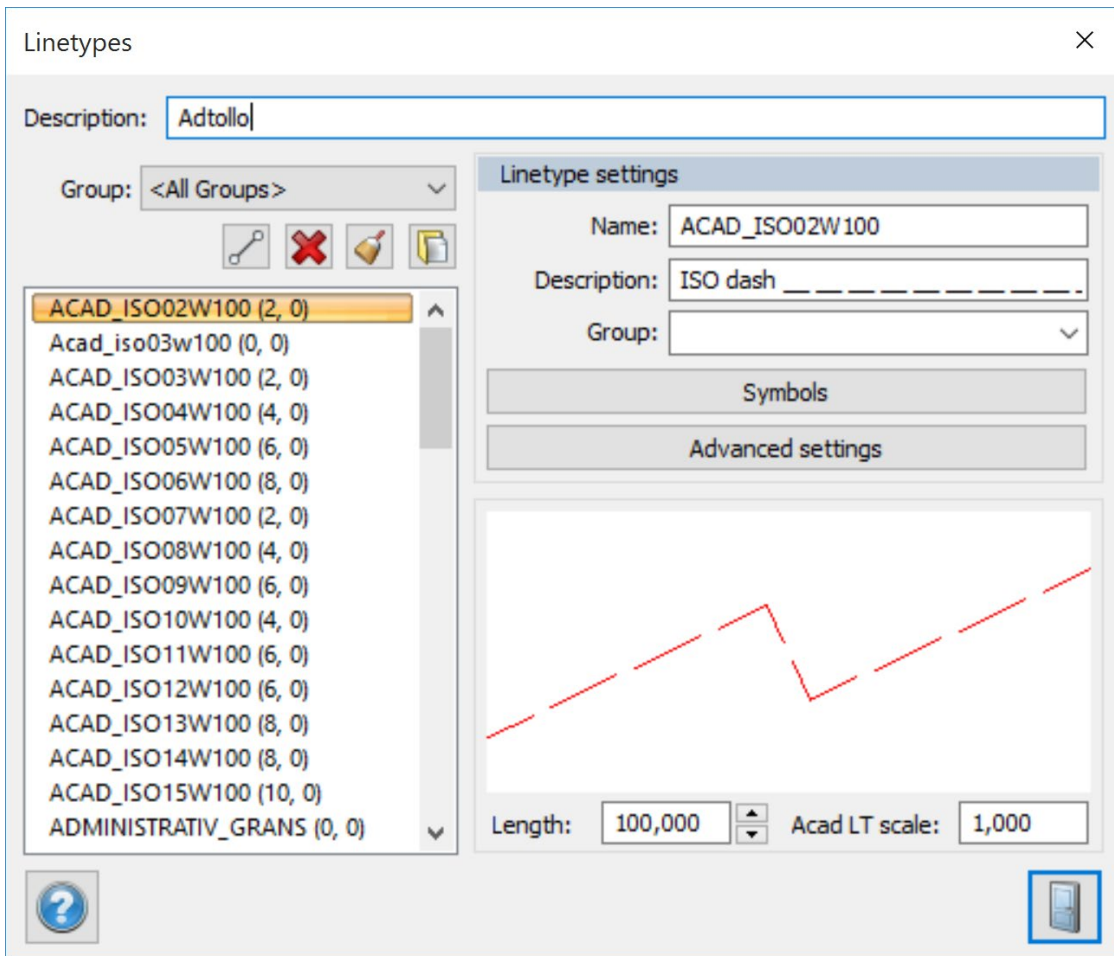 Linetypes
Description: Adtollo
Group: <All Groups>
ACAD_ISO02W100 (2, 0)
Acad_iso03w100 (0, 0)
ACAD_ISO03W100 (2, 0)
ACAD_ISO04W100 (4, 0)
ACAD_ISO05W100 (6, 0)
ACAD_ISO06W100 (8, 0)
ACAD_ISO07W100 (2, 0)
ACAD_ISO08W100 (4, 0)
ACAD_ISO09W100 (6, 0)
ACAD_ISO10W100 (4, 0)
ACAD_ISO11W100 (6, 0)
ACAD_ISO12W100 (6, 0)
ACAD_ISO13W100 (8, 0)
ACAD_ISO14W100 (8, 0)
ACAD_ISO15W100 (10, 0)
ADMINISTRATIV_GRANS (0, 0)
Linetype settings
Name: ACAD_ISO02W100
Description: ISO dash __ __ __ __ __ __ __ __ __ _.
Group:
Symbols
Advanced settings
Length: 100,000 Acad LT scale: 1,000